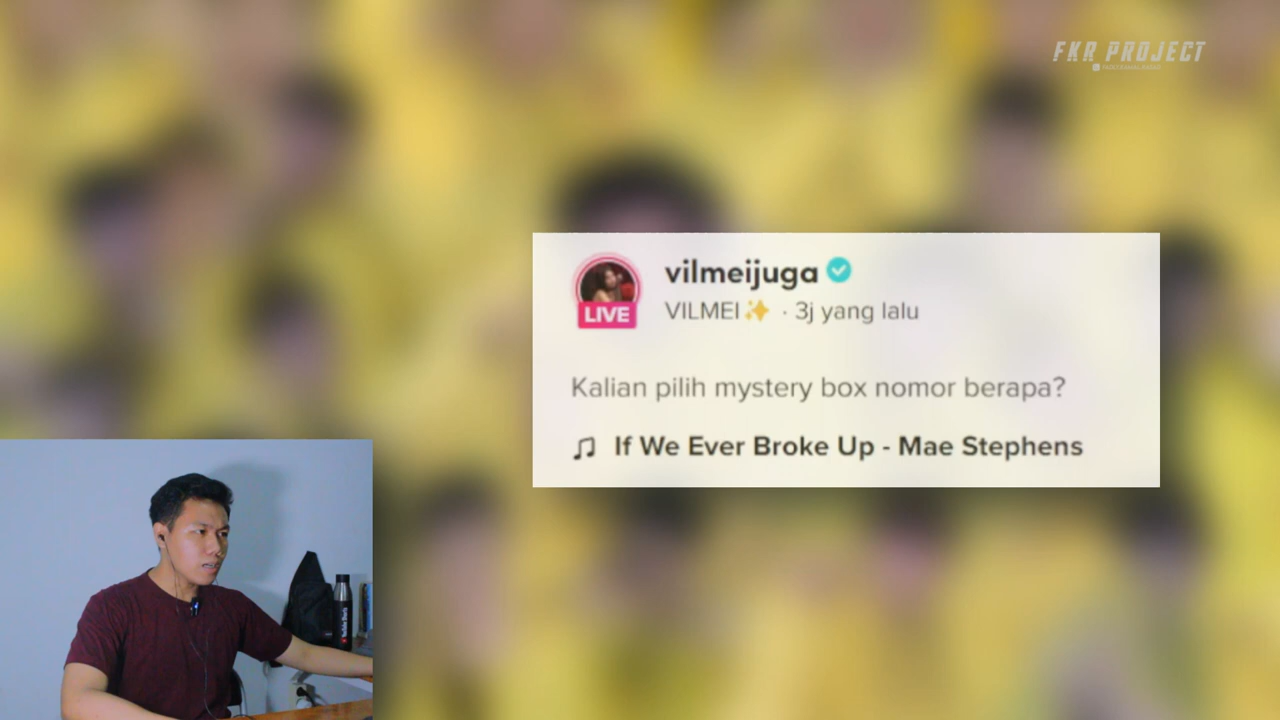 FKR PROJECT
vilmeijuga
LIVE
VILMEI✨ · 3j yang lalu
Kalian pilih mystery box nomor berapa?
If We Ever Broke Up - Mae Stephens